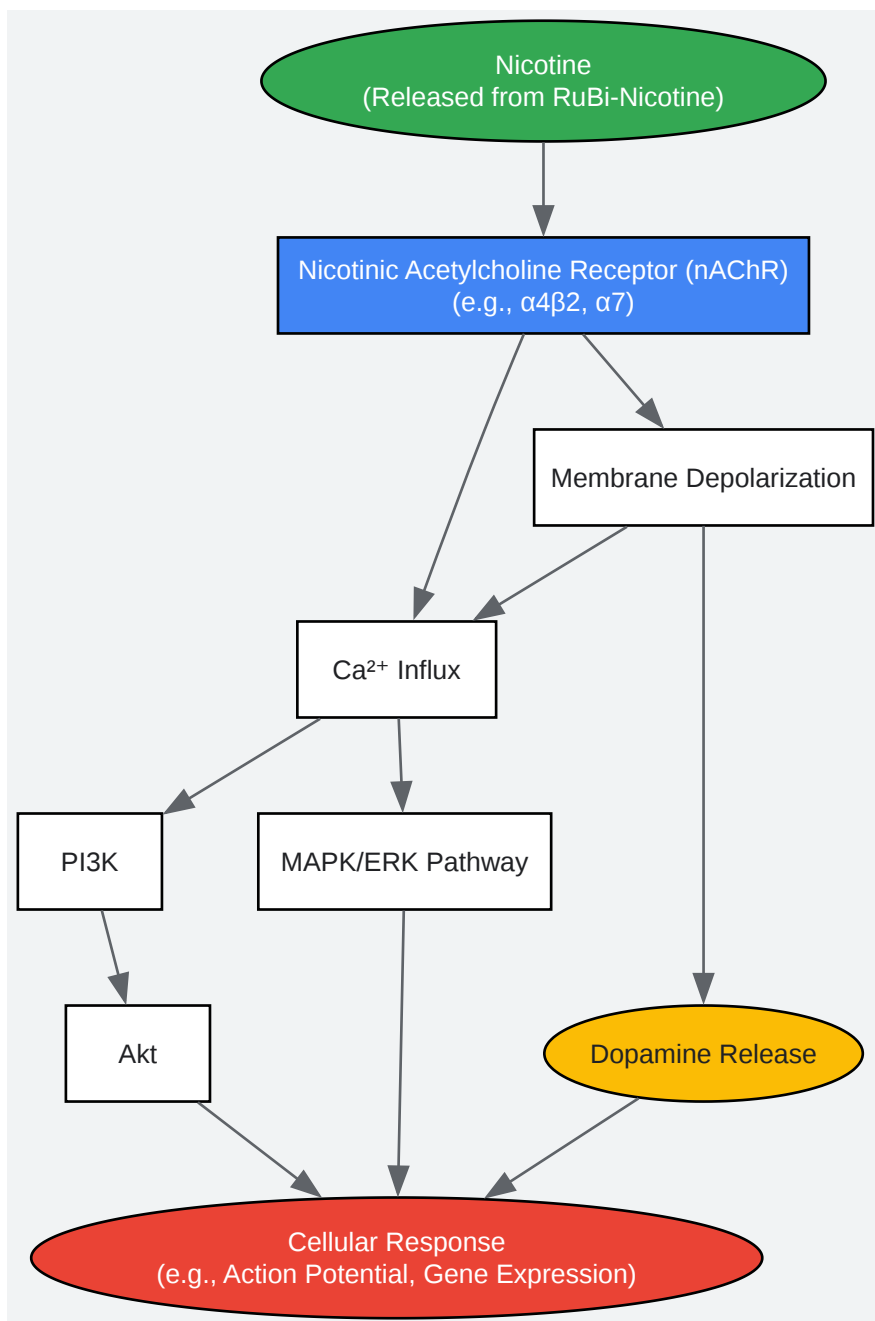 Nicotine
(Released from RuBi-Nicotine)
Nicotinic Acetylcholine Receptor (nAChR)
(e.g., α4β2, α7)
Membrane Depolarization
Ca²⁺ Influx
PI3K
MAPK/ERK Pathway
Akt
Dopamine Release
Cellular Response
(e.g., Action Potential, Gene Expression)